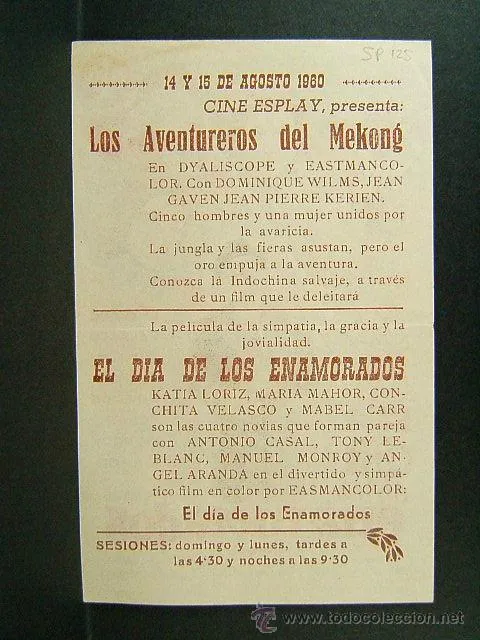 SP 125
14 Y 15 DE AGOSTO 1960
CINE ESPLAY, presenta:
Los Aventureros del Mekong
En DYALISCOPE y EASTMANCO-
LOR. Con DOMINIQUE WILMS, JEAN
GAVEN JEAN PIERRE KERIEN.
Cinco hombres y una mujer unidos por
la avaricia.
La jungla y las fieras asustan, pero el
oro empuja a la aventura.
Conozca la Indochina salvaje, a través
de un film que le deleitará
La película de la simpatia, la gracia y la
jovialidad.
EL DIA DE LOS ENAMORADOS
KATIA LORIZ, MARIA MAHOR, CON-
CHITA VELASCO y MABEL CARR
son las cuatro novias que forman pareja
con ANTONIO CASAL, TONY LE-
BLANC, MANUEL MONROY y AN-
GEL ARANDA en el divertido y simpá-
tico film en color por EASMANCOLOR:
El día de los Enamorados
SESIONES: domingo y lunes, tardes a
las 4'30 y noches a las 9'30
todocoleccion.net